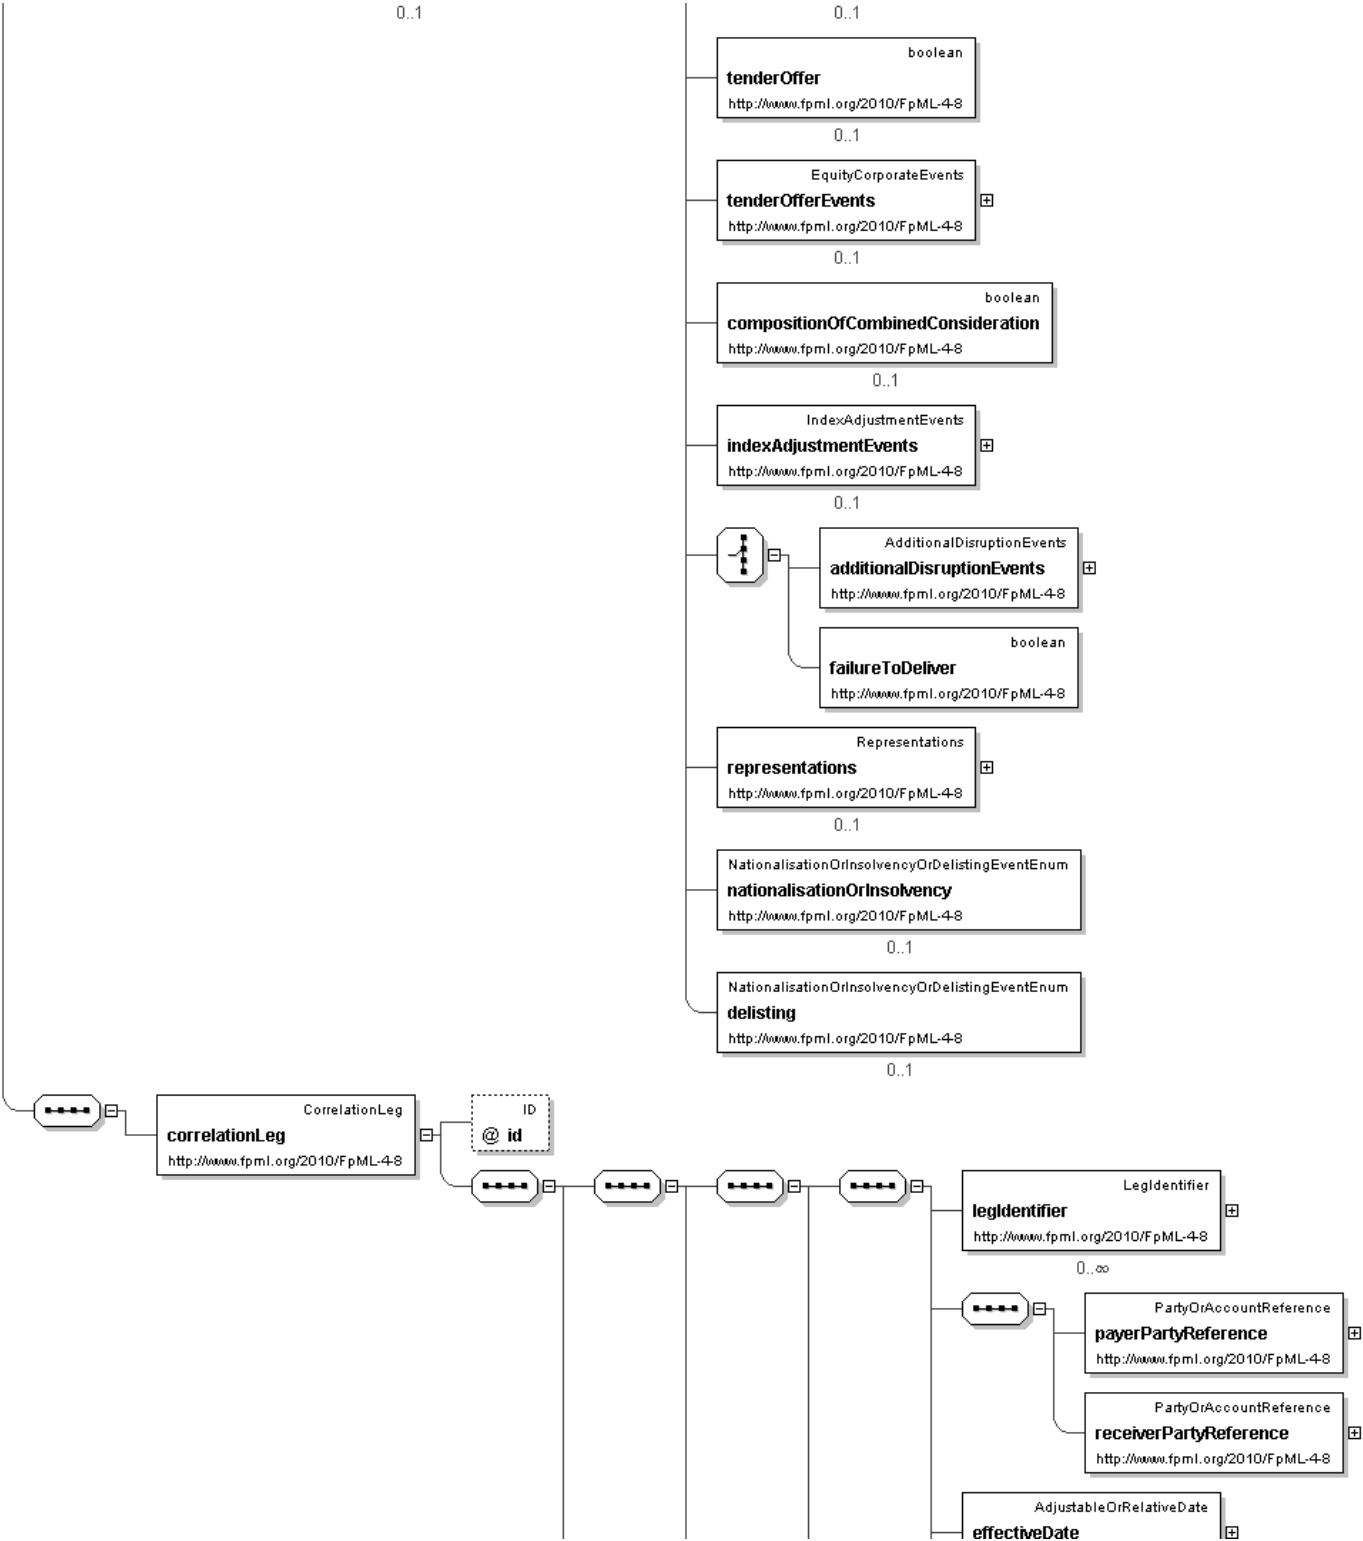 0..1
0..1
boolean
tenderOffer
http://www.fpml.org/2010/FpML-4-8
0..1
EquityCorporateEvents
tenderOfferEvents
http://www.fpml.org/2010/FpML-4-8
0..1
boolean
compositionOfCombinedConsideration
http://www.fpml.org/2010/FpML-4-8
0..1
IndexAdjustmentEvents
indexAdjustmentEvents
http://www.fpml.org/2010/FpML-4-8
0..1
AdditionalDisruptionEvents
additionalDisruptionEvents
http://www.fpml.org/2010/FpML-4-8
boolean
failureToDeliver
http://www.fpml.org/2010/FpML-4-8
Representations
representations
http://www.fpml.org/2010/FpML-4-8
0..1
NationalisationOrInsolvencyOrDelistingEventEnum
nationalisationOrInsolvency
http://www.fpml.org/2010/FpML-4-8
0..1
NationalisationOrInsolvencyOrDelistingEventEnum
delisting
http://www.fpml.org/2010/FpML-4-8
0..1
CorrelationLeg
correlationLeg
http://www.fpml.org/2010/FpML-4-8
ID
@ id
LegIdentifier
legIdentifier
http://www.fpml.org/2010/FpML-4-8
0..∞
PartyOrAccountReference
payerPartyReference
http://www.fpml.org/2010/FpML-4-8
PartyOrAccountReference
receiverPartyReference
http://www.fpml.org/2010/FpML-4-8
AdjustableOrRelativeDate
effectiveDate